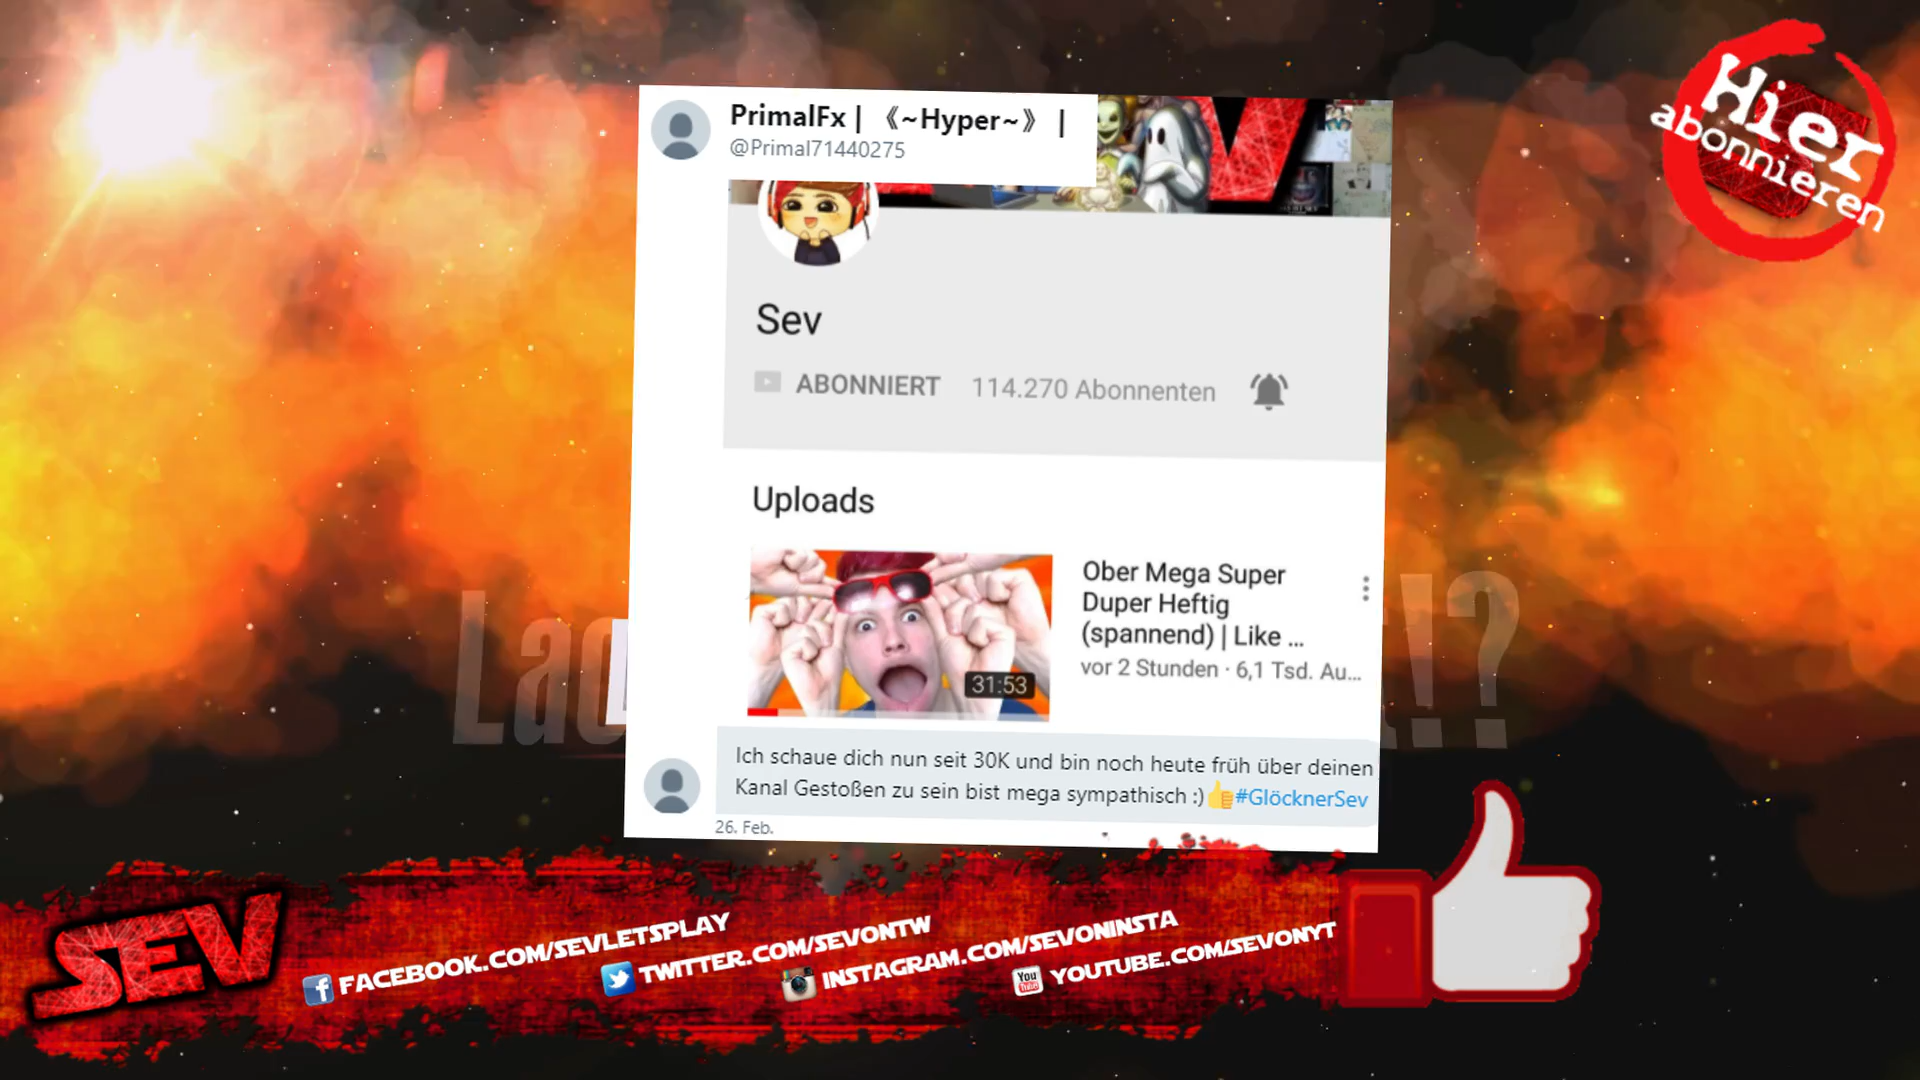 Hier
abonnieren
PrimalFx | 《~Hyper~》 |
@Primal71440275
Sev
ABONNIERT 114.270 Abonnenten
Uploads
Ober Mega Super
Duper Heftig
(spannend) | Like ...
vor 2 Stunden · 6,1 Tsd. Au...
31:53
!?
Ich schaue dich nun seit 30K und bin noch heute früh über deinen
Kanal Gestoßen zu sein bist mega sympathisch :)👍#GlöcknerSev
26. Feb.
SEV
FACEBOOK.COM/SEVLETSPLAY
TWITTER.COM/SEVONTW
INSTAGRAM.COM/SEVONINSTA
You
Tube
YOUTUBE.COM/SEVONYT